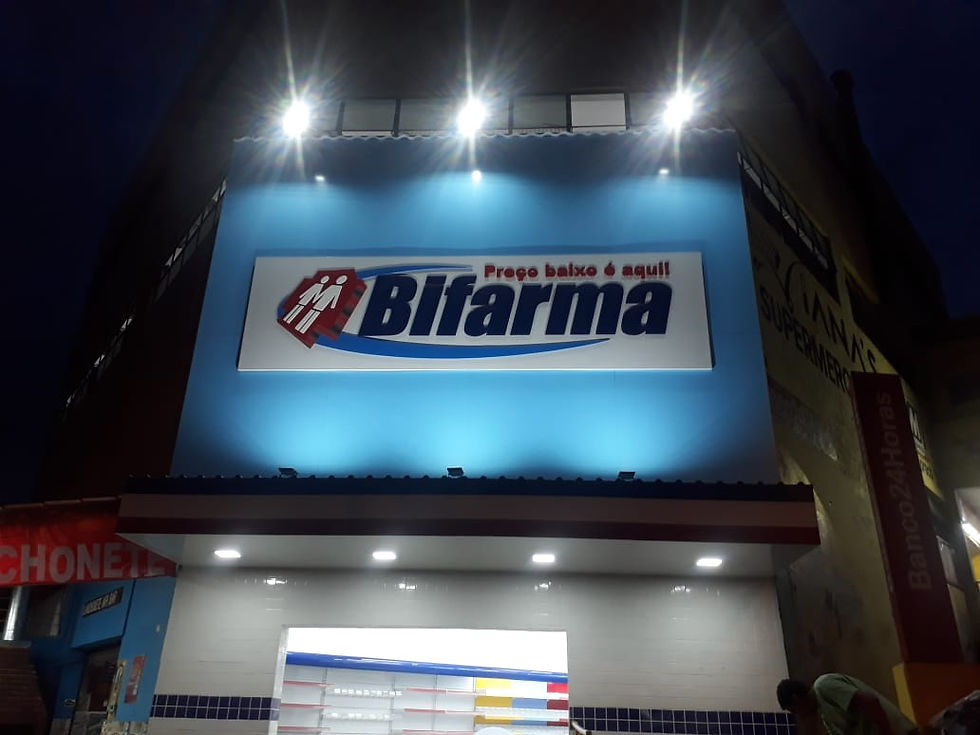 Preço baixo é aqui!
Bifarma
SUPERMERC
CHONETE
Banco24Horas